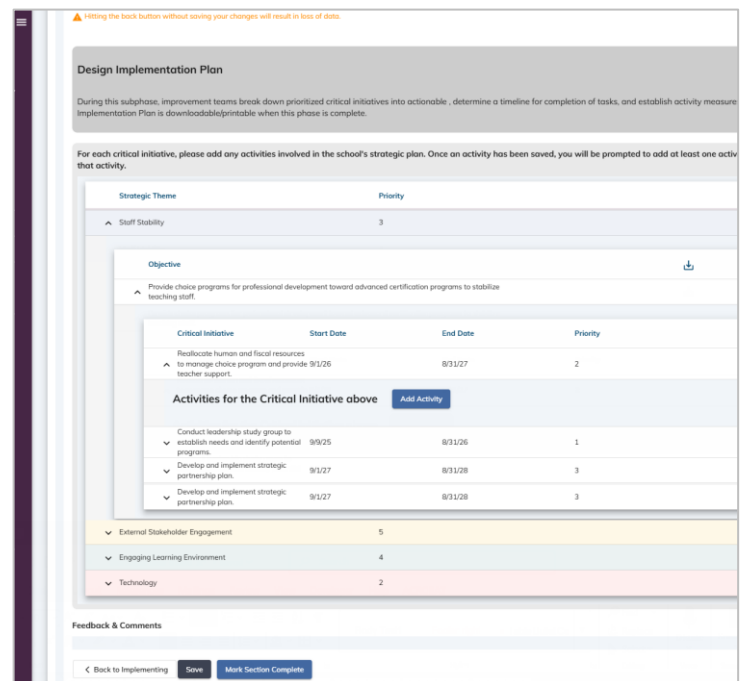 Hitting the back button without saving your changes will result in loss of data.
Design Implementation Plan
During this subphase, improvement teams break down prioritized critical initiatives into actionable , determine a timeline for completion of tasks, and establish activity measure
Implementation Plan is downloadable/printable when this phase is complete.
For each critical initiative, please add any activities involved in the school's strategic plan. Once an activity has been saved, you will be prompted to add at least one activ
that activity.
Strategic Theme Priority
Staff Stability 3
Objective
Provide choice programs for professional development toward advanced certification programs to stabilize
teaching staff.
Critical Initiative Start Date End Date Priority
Reallocate human and fiscal resources
to manage choice program and provide 9/1/26 8/31/27 2
teacher support.
Activities for the Critical Initiative above Add Activity
Conduct leadership study group to
establish needs and identify potential 9/9/25 8/31/26 1
programs.
Develop and implement strategic
partnership plan. 9/1/27 8/31/28 3
Develop and implement strategic
partnership plan. 9/1/27 8/31/28 3
External Stakeholder Engagement 5
Engaging Learning Environment 4
Technology 2
Feedback & Comments
Back to Implementing Save Mark Section Complete